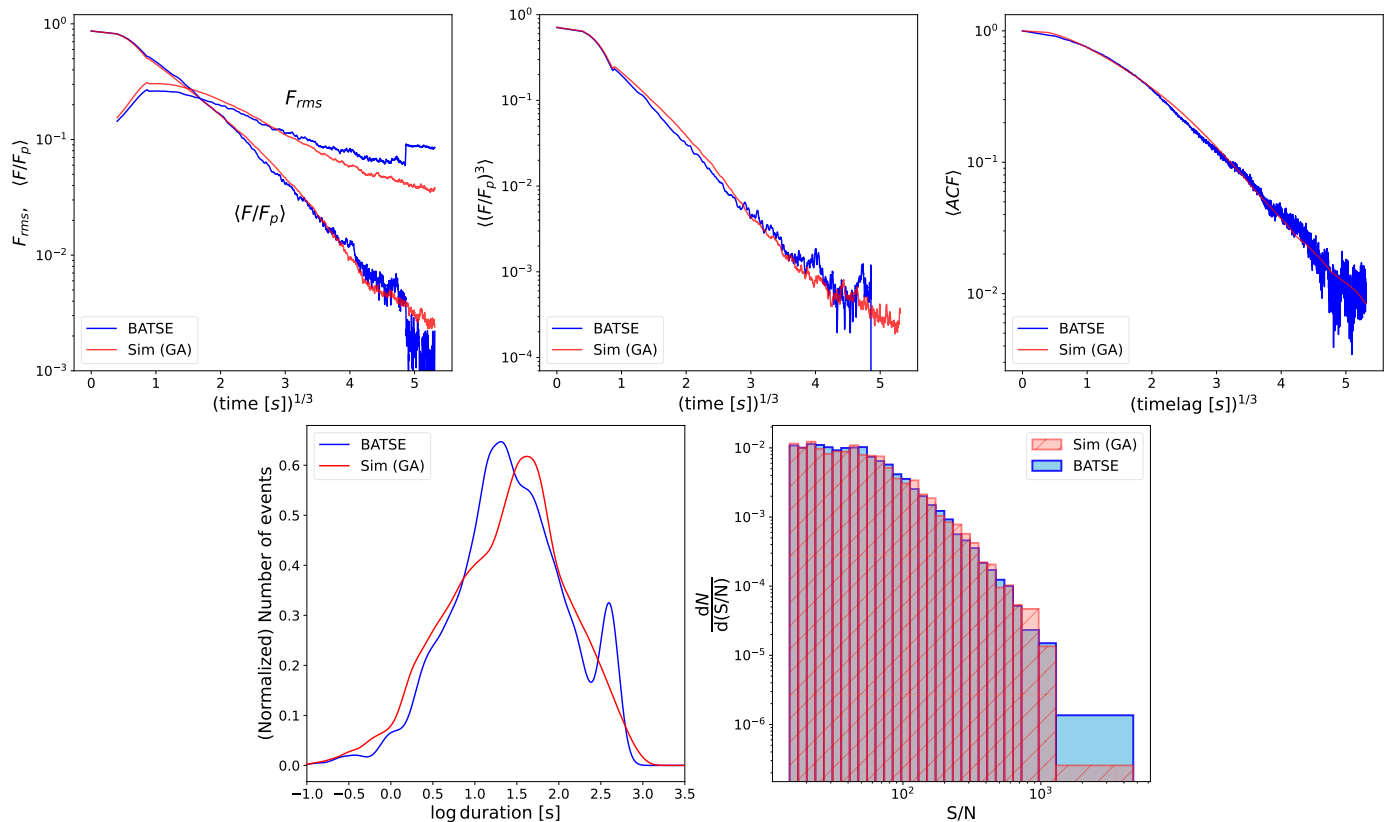 F_rms, ⟨F/F_p⟩
10^0
10^-1
10^-2
10^-3
F_rms
⟨F/F_p⟩
BATSE
Sim (GA)
0 1 2 3 4 5
(time [s])^1/3
⟨(F/F_p)^3⟩
10^0
10^-1
10^-2
10^-3
10^-4
BATSE
Sim (GA)
0 1 2 3 4 5
(time [s])^1/3
⟨ACF⟩
10^0
10^-1
10^-2
BATSE
Sim (GA)
0 1 2 3 4 5
(timelag [s])^1/3
(Normalized) Number of events
0.6
0.5
0.4
0.3
0.2
0.1
0.0
BATSE
Sim (GA)
−1.0 −0.5 0.0 0.5 1.0 1.5 2.0 2.5 3.0 3.5
log duration [s]
dN
d(S/N)
10^-2
10^-3
10^-4
10^-5
10^-6
Sim (GA)
BATSE
10^2 10^3
S/N